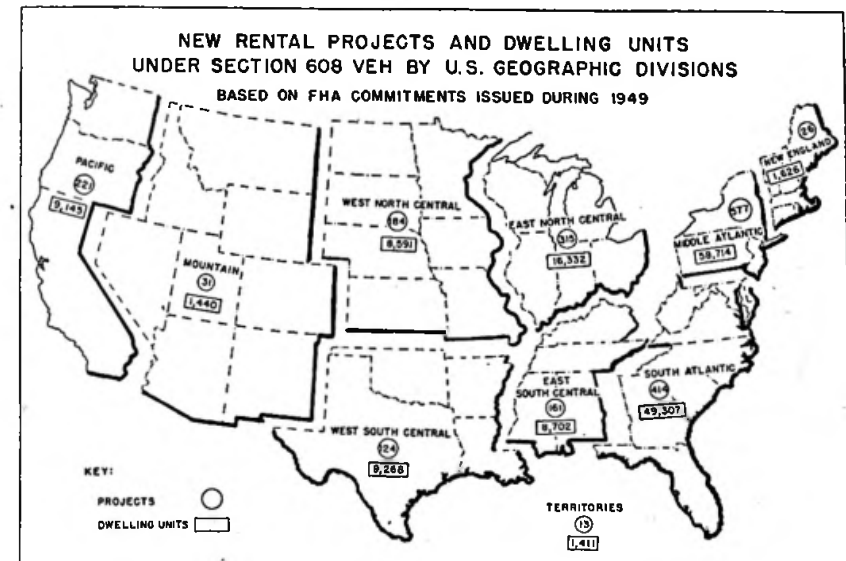 NEW RENTAL PROJECTS AND DWELLING UNITS
UNDER SECTION 608 VEH BY U.S. GEOGRAPHIC DIVISIONS
BASED ON FHA COMMITMENTS ISSUED DURING 1949
PACIFIC
221
9,145
MOUNTAIN
31
1,440
WEST NORTH CENTRAL
184
8,591
EAST NORTH CENTRAL
315
16,332
NEW ENGLAND
26
1,626
MIDDLE ATLANTIC
577
58,714
SOUTH ATLANTIC
414
49,307
EAST
SOUTH CENTRAL
161
8,702
WEST SOUTH CENTRAL
124
9,268
TERRITORIES
13
1,411
KEY:
PROJECTS
DWELLING UNITS